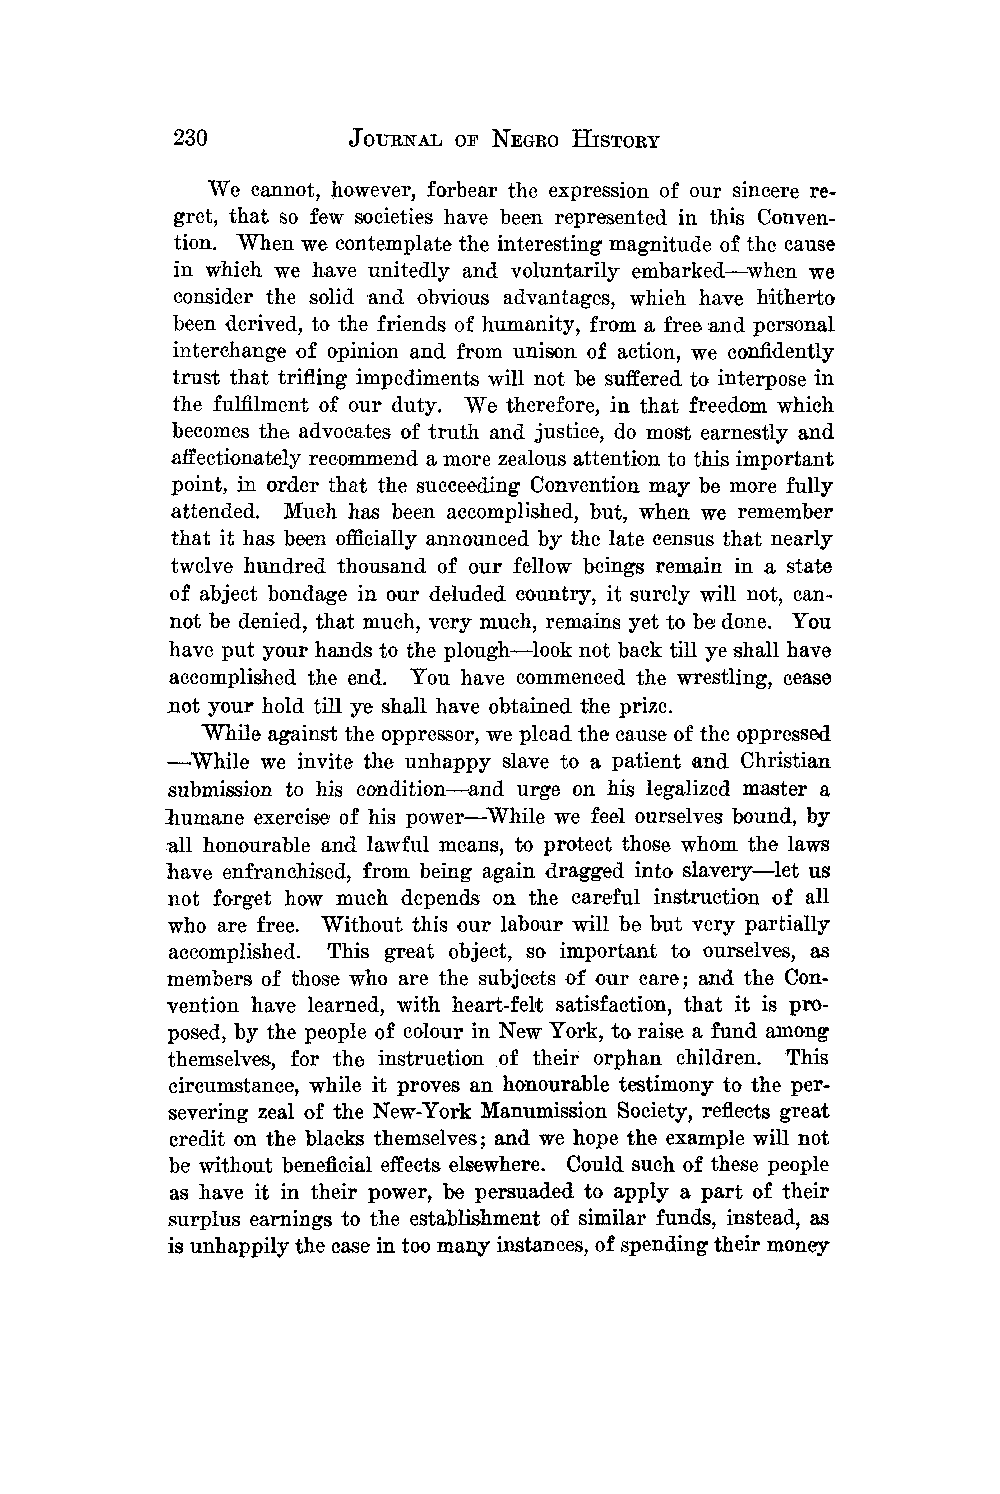 230 JOURNAL OF NEGRO HISTORY
We cannot, however, forbear the expression of our sincere re-
gret, that so few societies have been represented in this Conven-
tion. When we contemplate the interesting magnitude of the cause
in which we have unitedly and voluntarily embarked—when we
consider the solid and obvious advantages, which have hitherto
been derived, to the friends of humanity, from a free and personal
interchange of opinion and from unison of action, we confidently
trust that trifling impediments will not be suffered to interpose in
the fulfilment of our duty. We therefore, in that freedom which
becomes the advocates of truth and justice, do most earnestly and
affectionately recommend a more zealous attention to this important
point, in order that the succeeding Convention may be more fully
attended. Much has been accomplished, but, when we remember
that it has been officially announced by the late census that nearly
twelve hundred thousand of our fellow beings remain in a state
of abject bondage in our deluded country, it surely will not, can-
not be denied, that much, very much, remains yet to be done. You
have put your hands to the plough—look not back till ye shall have
accomplished the end. You have commenced the wrestling, cease
not your hold till ye shall have obtained the prize.
While against the oppressor, we plead the cause of the oppressed
—While we invite the unhappy slave to a patient and Christian
submission to his condition—and urge on his legalized master a
humane exercise of his power—While we feel ourselves bound, by
all honourable and lawful means, to protect those whom the laws
have enfranchised, from being again dragged into slavery—let us
not forget how much depends on the careful instruction of all
who are free. Without this our labour will be but very partially
accomplished. This great object, so important to ourselves, as
members of those who are the subjects of our care; and the Con-
vention have learned, with heart-felt satisfaction, that it is pro-
posed, by the people of colour in New York, to raise a fund among
themselves, for the instruction of their orphan children. This
circumstance, while it proves an honourable testimony to the per-
severing zeal of the New-York Manumission Society, reflects great
credit on the blacks themselves; and we hope the example will not
be without beneficial effects elsewhere. Could such of these people
as have it in their power, be persuaded to apply a part of their
surplus earnings to the establishment of similar funds, instead, as
is unhappily the case in too many instances, of spending their money